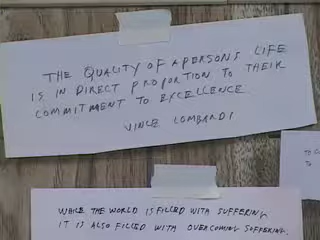 THE QUALITY OF A PERSONS LIFE
IS IN DIRECT PROPORTION TO THEIR
COMMITMENT TO EXCELLENCE
VINCE LOMBARDI
WHILE THE WORLD IS FILLED WITH SUFFERING
IT IS ALSO FILLED WITH OVERCOMING SUFFERING.